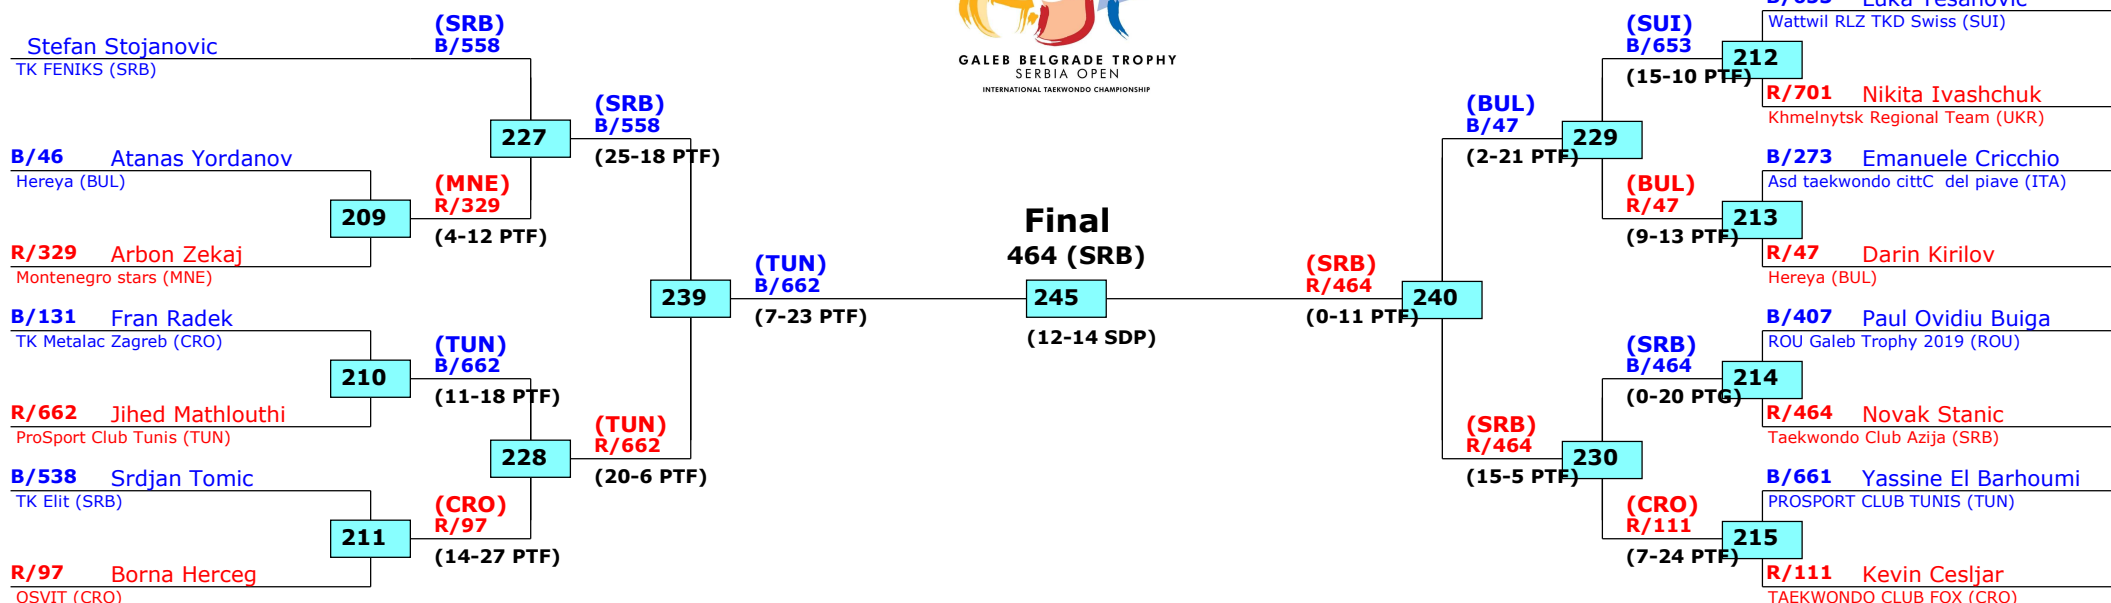 Stefan Stojanovic
TK FENIKS (SRB)
B/46 Atanas Yordanov
Hereya (BUL)
R/329 Arbon Zekaj
Montenegro stars (MNE)
B/131 Fran Radek
TK Metalac Zagreb (CRO)
R/662 Jihed Mathlouthi
ProSport Club Tunis (TUN)
B/538 Srdjan Tomic
TK Elit (SRB)
R/97 Borna Herceg
OSVIT (CRO)
209
210
211
(SRB)
B/558
(MNE)
R/329
(4-12 PTF)
(TUN)
B/662
(11-18 PTF)
(CRO)
R/97
(14-27 PTF)
227
228
(SRB)
B/558
(25-18 PTF)
(TUN)
R/662
(20-6 PTF)
239
(TUN)
B/662
(7-23 PTF)
GALEB BELGRADE TROPHY
SERBIA OPEN
INTERNATIONAL TAEKWONDO CHAMPIONSHIP
Final
464 (SRB)
245
(12-14 SDP)
(SRB)
R/464
(0-11 PTF)
240
(BUL)
B/47
(2-21 PTF)
(SRB)
R/464
(15-5 PTF)
229
230
(SUI)
B/653
(15-10 PTF)
(BUL)
R/47
(9-13 PTF)
(SRB)
B/464
(0-20 PTG)
(CRO)
R/111
(7-24 PTF)
212
213
214
215
B/653 Luka Tesanovic
Wattwil RLZ TKD Swiss (SUI)
R/701 Nikita Ivashchuk
Khmelnytsk Regional Team (UKR)
B/273 Emanuele Cricchio
Asd taekwondo cittC del piave (ITA)
R/47 Darin Kirilov
Hereya (BUL)
B/407 Paul Ovidiu Buiga
ROU Galeb Trophy 2019 (ROU)
R/464 Novak Stanic
Taekwondo Club Azija (SRB)
B/661 Yassine El Barhoumi
PROSPORT CLUB TUNIS (TUN)
R/111 Kevin Cesljar
TAEKWONDO CLUB FOX (CRO)